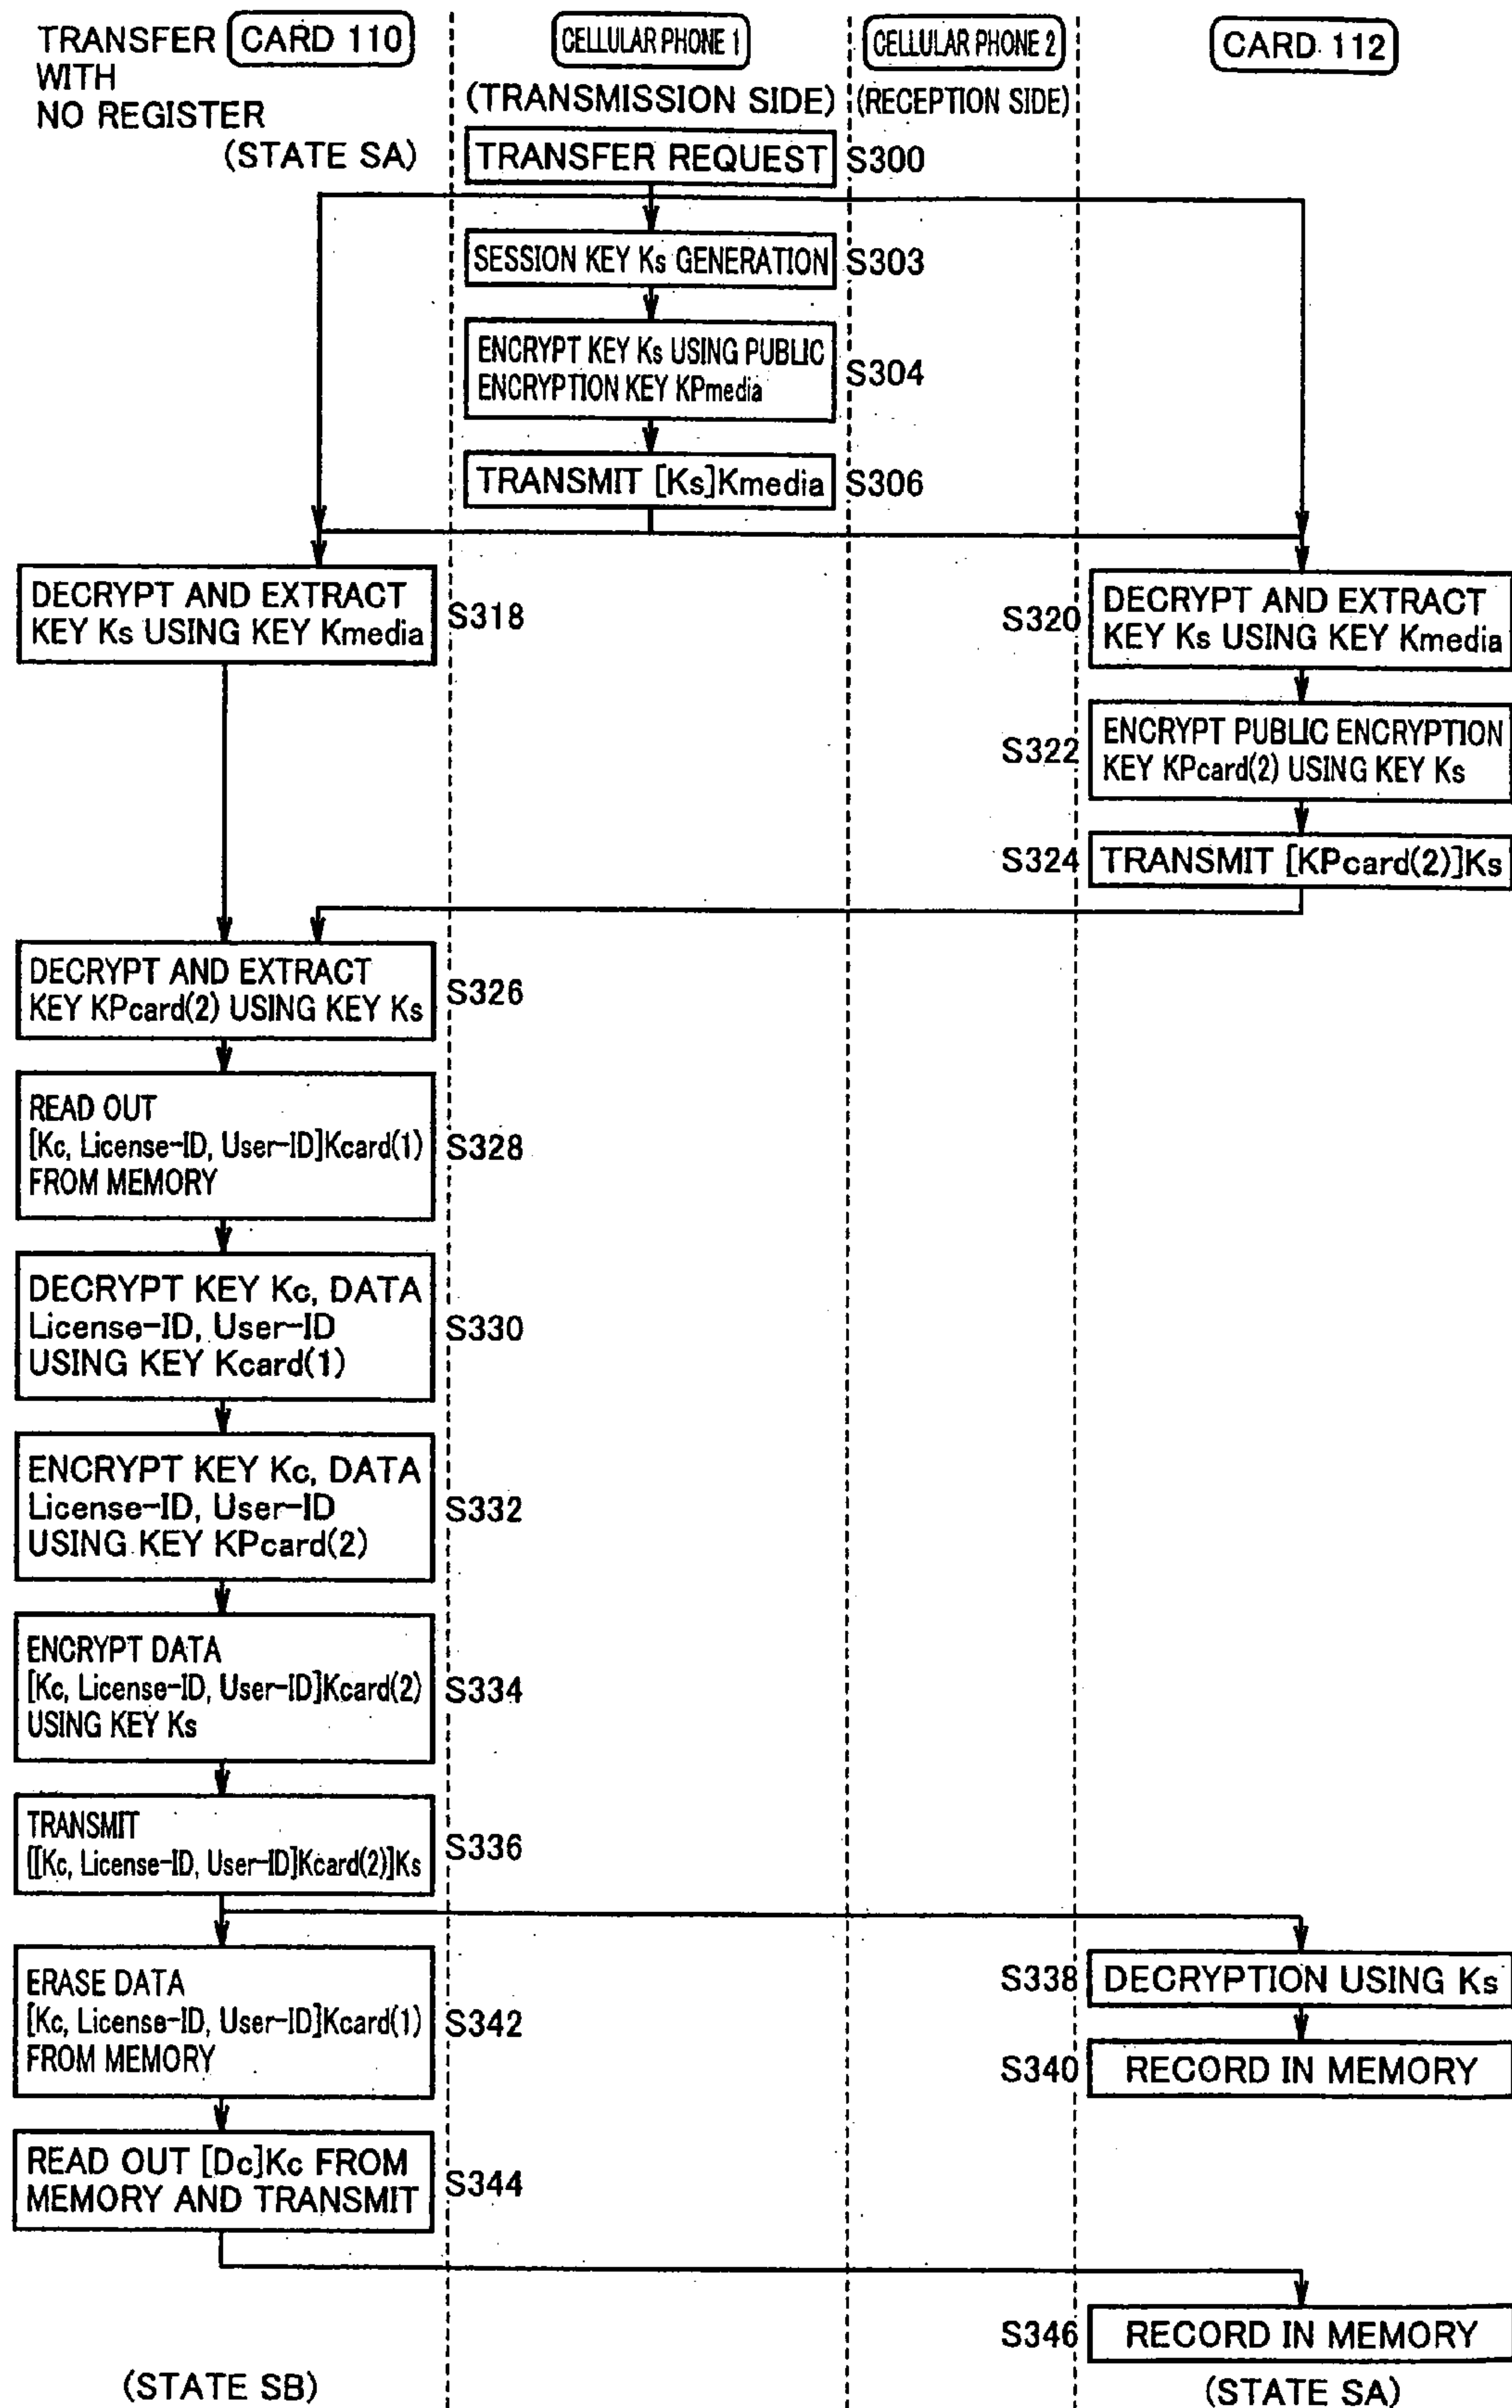 TRANSFER
WITH
NO REGISTER
CARD 110
(STATE SA)
CELLULAR PHONE 1
(TRANSMISSION SIDE)
CELLULAR PHONE 2
(RECEPTION SIDE)
CARD 112
TRANSFER REQUEST
S300
SESSION KEY Ks GENERATION
S303
ENCRYPT KEY Ks USING PUBLIC
ENCRYPTION KEY KPmedia
S304
TRANSMIT [Ks]Kmedia
S306
DECRYPT AND EXTRACT
KEY Ks USING KEY Kmedia
S318
S320
DECRYPT AND EXTRACT
KEY Ks USING KEY Kmedia
S322
ENCRYPT PUBLIC ENCRYPTION
KEY KPcard(2) USING KEY Ks
S324
TRANSMIT [KPcard(2)]Ks
DECRYPT AND EXTRACT
KEY KPcard(2) USING KEY Ks
S326
READ OUT
[Kc, License-ID, User-ID]Kcard(1)
FROM MEMORY
S328
DECRYPT KEY Kc, DATA
License-ID, User-ID
USING KEY Kcard(1)
S330
ENCRYPT KEY Kc, DATA
License-ID, User-ID
USING KEY KPcard(2)
S332
ENCRYPT DATA
[Kc, License-ID, User-ID]Kcard(2)
USING KEY Ks
S334
TRANSMIT
[[Kc, License-ID, User-ID]Kcard(2)]Ks
S336
ERASE DATA
[Kc, License-ID, User-ID]Kcard(1)
FROM MEMORY
S342
S338
DECRYPTION USING Ks
S340
RECORD IN MEMORY
READ OUT [Dc]Kc FROM
MEMORY AND TRANSMIT
S344
S346
RECORD IN MEMORY
(STATE SB)
(STATE SA)